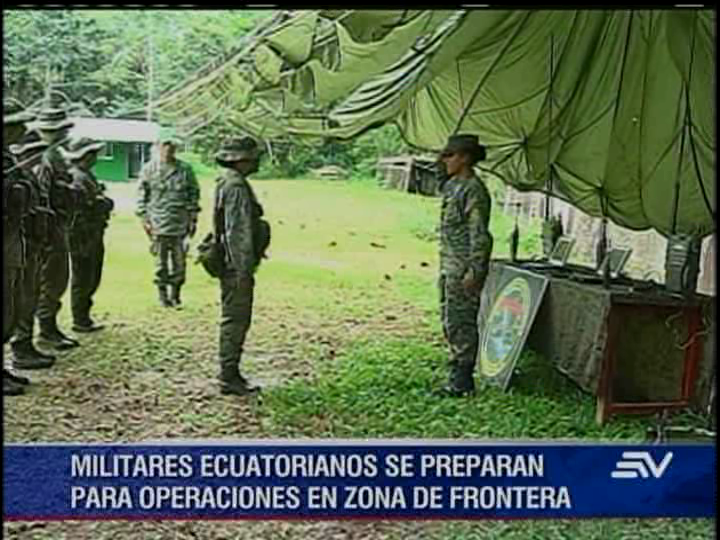 MILITARES ECUATORIANOS SE PREPARAN
PARA OPERACIONES EN ZONA DE FRONTERA